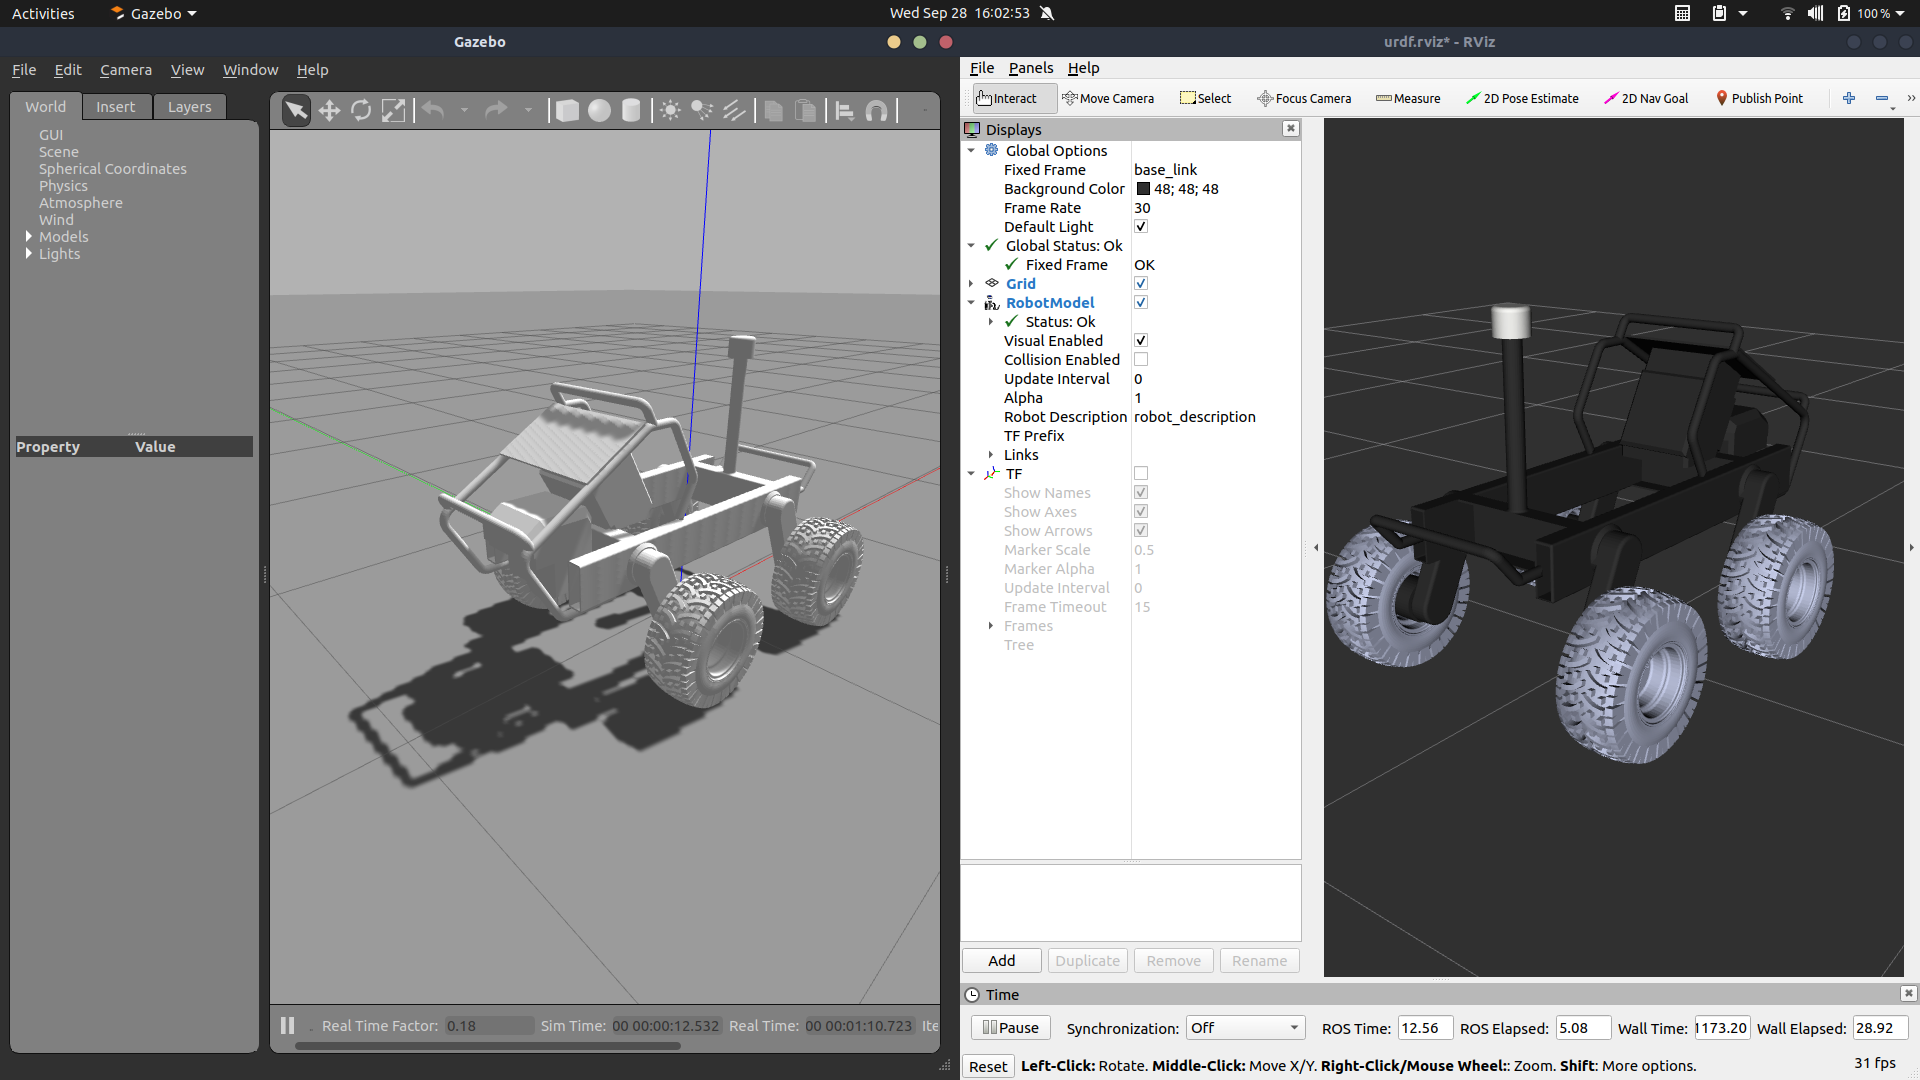 Activities
Gazebo
Wed Sep 28 16:02:53
100 %
Gazebo
File Edit Camera View Window Help
World Insert Layers
GUI
Scene
Spherical Coordinates
Physics
Atmosphere
Wind
Models
Lights
Property Value
Real Time Factor: 0.18 Sim Time: 00 00:00:12.532 Real Time: 00 00:01:10.723 Ite
urdf.rviz* - RViz
File Panels Help
Interact Move Camera Select Focus Camera Measure 2D Pose Estimate 2D Nav Goal Publish Point
Displays
Global Options
Fixed Frame base_link
Background Color 48; 48; 48
Frame Rate 30
Default Light
Global Status: Ok
Fixed Frame OK
Grid
RobotModel
Status: Ok
Visual Enabled
Collision Enabled
Update Interval 0
Alpha 1
Robot Description robot_description
TF Prefix
Links
TF
Show Names
Show Axes
Show Arrows
Marker Scale 0.5
Marker Alpha 1
Update Interval 0
Frame Timeout 15
Frames
Tree
Add Duplicate Remove Rename
Time
Pause Synchronization: Off ROS Time: 12.56 ROS Elapsed: 5.08 Wall Time: 1173.20 Wall Elapsed: 28.92
Reset Left-Click: Rotate. Middle-Click: Move X/Y. Right-Click/Mouse Wheel:: Zoom. Shift: More options. 31 fps